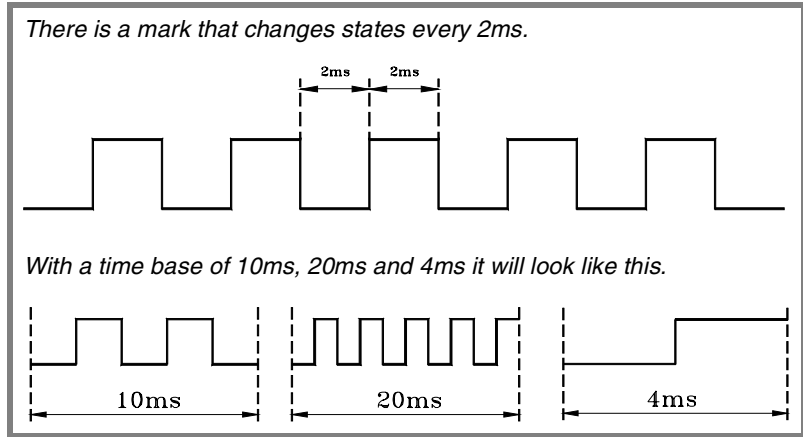 There is a mark that changes states every 2ms.
2ms 2ms
With a time base of 10ms, 20ms and 4ms it will look like this.
10ms 20ms 4ms